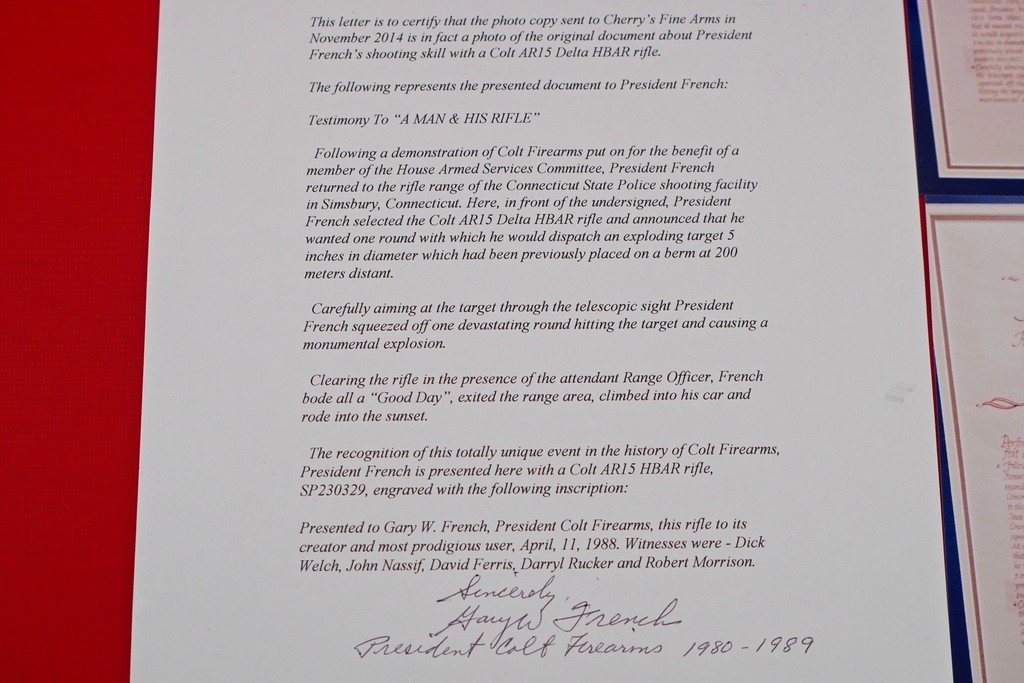 This letter is to certify that the photo copy sent to Cherry's Fine Arms in
November 2014 is in fact a photo of the original document about President
French's shooting skill with a Colt AR15 Delta HBAR rifle.
The following represents the presented document to President French:
Testimony To "A MAN & HIS RIFLE"
Following a demonstration of Colt Firearms put on for the benefit of a
member of the House Armed Services Committee, President French
returned to the rifle range of the Connecticut State Police shooting facility
in Simsbury, Connecticut. Here, in front of the undersigned, President
French selected the Colt AR15 Delta HBAR rifle and announced that he
wanted one round with which he would dispatch an exploding target 5
inches in diameter which had been previously placed on a berm at 200
meters distant.
Carefully aiming at the target through the telescopic sight President
French squeezed off one devastating round hitting the target and causing a
monumental explosion.
Clearing the rifle in the presence of the attendant Range Officer, French
bode all a "Good Day", exited the range area, climbed into his car and
rode into the sunset.
The recognition of this totally unique event in the history of Colt Firearms,
President French is presented here with a Colt AR15 HBAR rifle,
SP230329, engraved with the following inscription:
Presented to Gary W. French, President Colt Firearms, this rifle to its
creator and most prodigious user, April, 11, 1988. Witnesses were - Dick
Welch, John Nassif, David Ferris, Darryl Rucker and Robert Morrison.
Sincerely,
Gary W French
President Colt Firearms 1980 - 1989